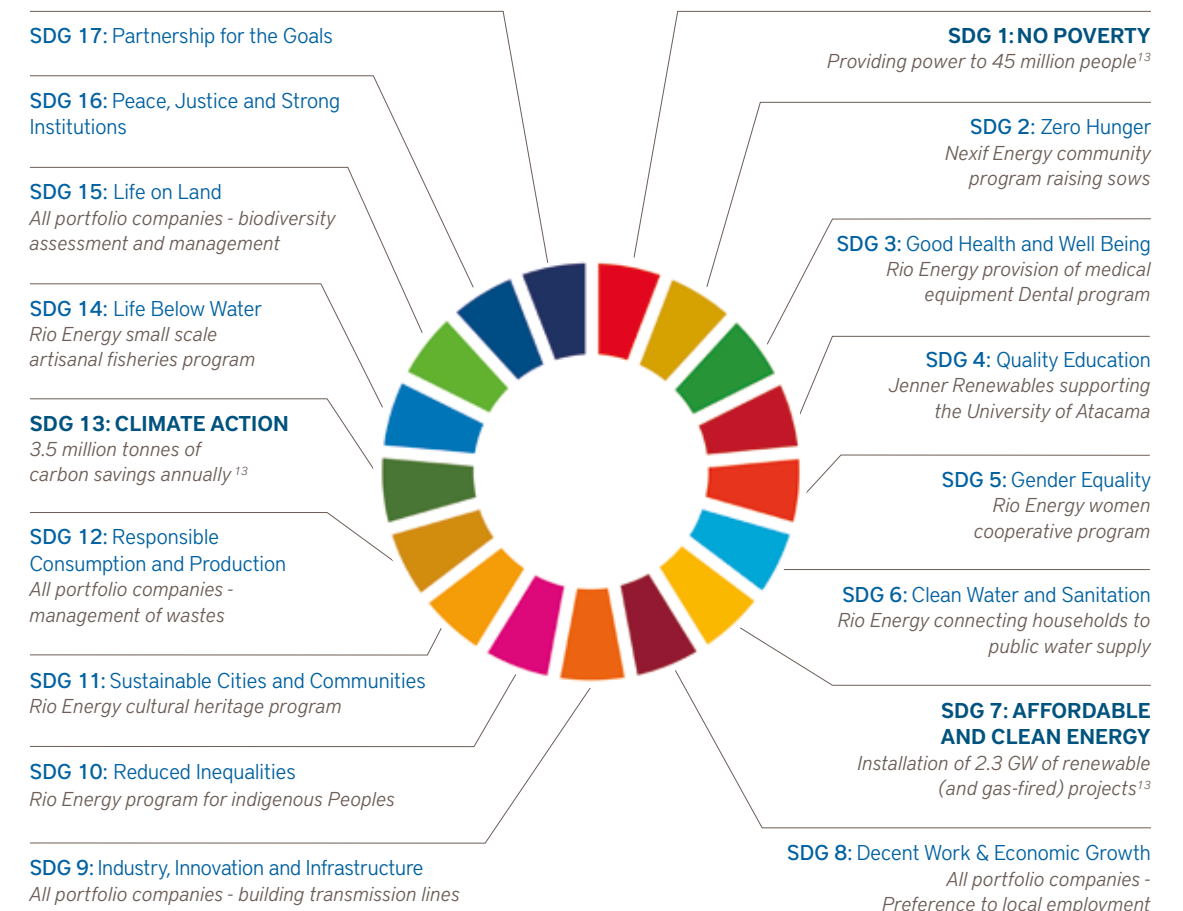 SDG 17: Partnership for the Goals
SDG 16: Peace, Justice and Strong
Institutions
SDG 15: Life on Land
All portfolio companies - biodiversity
assessment and management
SDG 14: Life Below Water
Rio Energy small scale
artisanal fisheries program
SDG 13: CLIMATE ACTION
3.5 million tonnes of
carbon savings annually 13
SDG 12: Responsible
Consumption and Production
All portfolio companies -
management of wastes
SDG 11: Sustainable Cities and Communities
Rio Energy cultural heritage program
SDG 10: Reduced Inequalities
Rio Energy program for indigenous Peoples
SDG 9: Industry, Innovation and Infrastructure
All portfolio companies - building transmission lines
SDG 1: NO POVERTY
Providing power to 45 million people13
SDG 2: Zero Hunger
Nexif Energy community
program raising sows
SDG 3: Good Health and Well Being
Rio Energy provision of medical
equipment Dental program
SDG 4: Quality Education
Jenner Renewables supporting
the University of Atacama
SDG 5: Gender Equality
Rio Energy women
cooperative program
SDG 6: Clean Water and Sanitation
Rio Energy connecting households to
public water supply
SDG 7: AFFORDABLE
AND CLEAN ENERGY
Installation of 2.3 GW of renewable
(and gas-fired) projects13
SDG 8: Decent Work & Economic Growth
All portfolio companies -
Preference to local employment